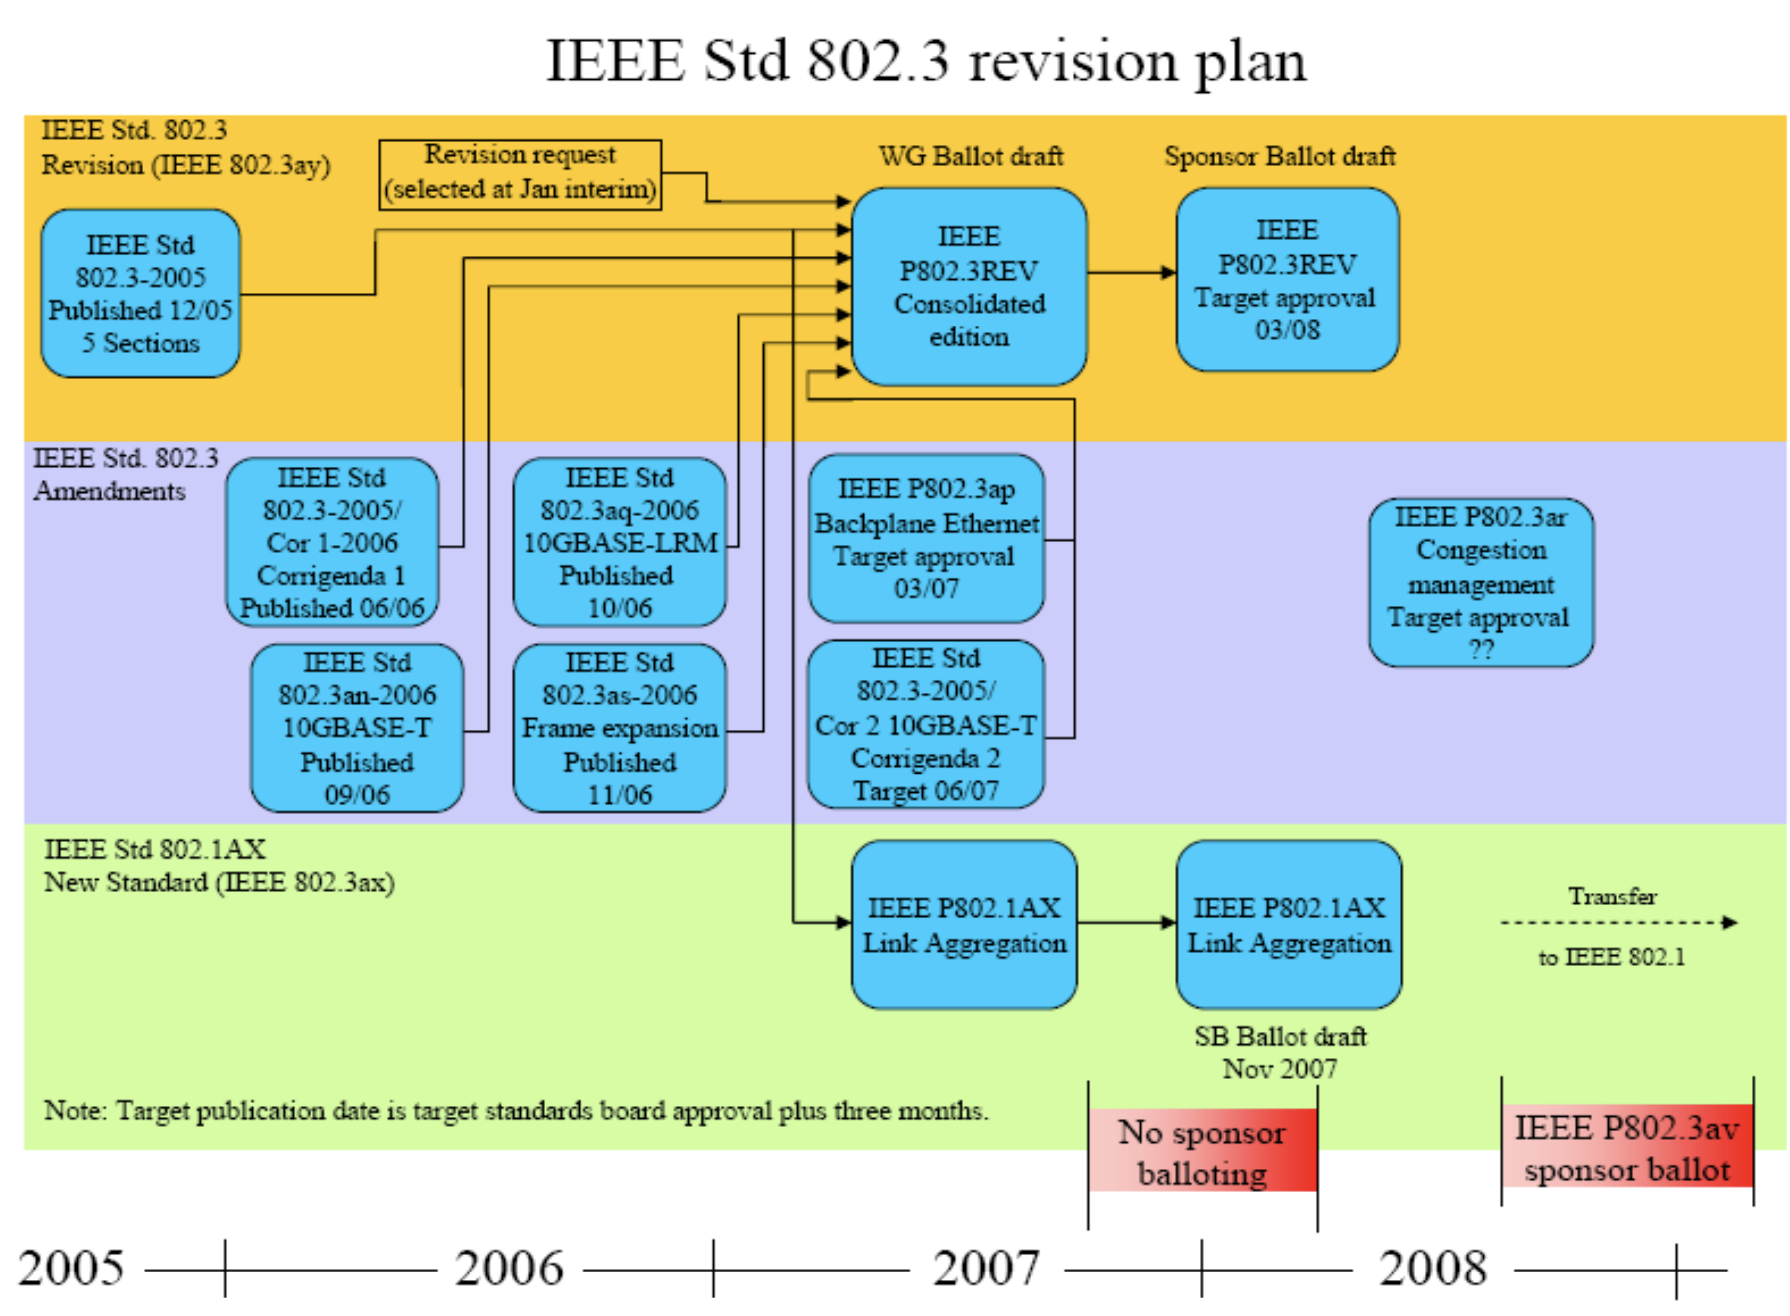 IEEE Std 802.3 revision plan
IEEE Std. 802.3
Revision (IEEE 802.3ay)
Revision request
(selected at Jan interim)
WG Ballot draft
Sponsor Ballot draft
IEEE Std
802.3-2005
Published 12/05
5 Sections
IEEE
P802.3REV
Consolidated
edition
IEEE
P802.3REV
Target approval
03/08
IEEE Std. 802.3
Amendments
IEEE Std
802.3-2005/
Cor 1-2006
Corrigenda 1
Published 06/06
IEEE Std
802.3aq-2006
10GBASE-LRM
Published
10/06
IEEE P802.3ap
Backplane Ethernet
Target approval
03/07
IEEE P802.3ar
Congestion
management
Target approval
??
IEEE Std
802.3an-2006
10GBASE-T
Published
09/06
IEEE Std
802.3as-2006
Frame expansion
Published
11/06
IEEE Std
802.3-2005/
Cor 2 10GBASE-T
Corrigenda 2
Target 06/07
IEEE Std 802.1AX
New Standard (IEEE 802.3ax)
IEEE P802.1AX
Link Aggregation
IEEE P802.1AX
Link Aggregation
Transfer
to IEEE 802.1
SB Ballot draft
Nov 2007
Note: Target publication date is target standards board approval plus three months.
No sponsor
balloting
IEEE P802.3av
sponsor ballot
2005
2006
2007
2008